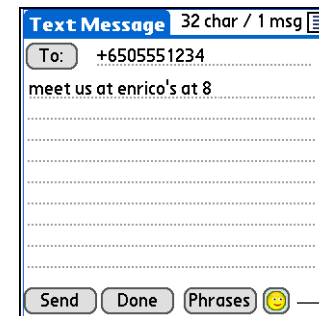 Text Message 32 char / 1 msg
To: +6505551234
meet us at enrico's at 8
Send Done Phrases